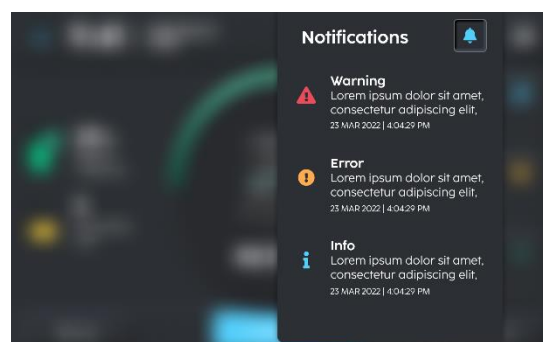 Notifications
Warning
Lorem ipsum dolor sit amet,
consectetur adipiscing elit,
23 MAR 2022 | 4:04:29 PM
Error
Lorem ipsum dolor sit amet,
consectetur adipiscing elit,
23 MAR 2022 | 4:04:29 PM
Info
Lorem ipsum dolor sit amet,
consectetur adipiscing elit,
23 MAR 2022 | 4:04:29 PM